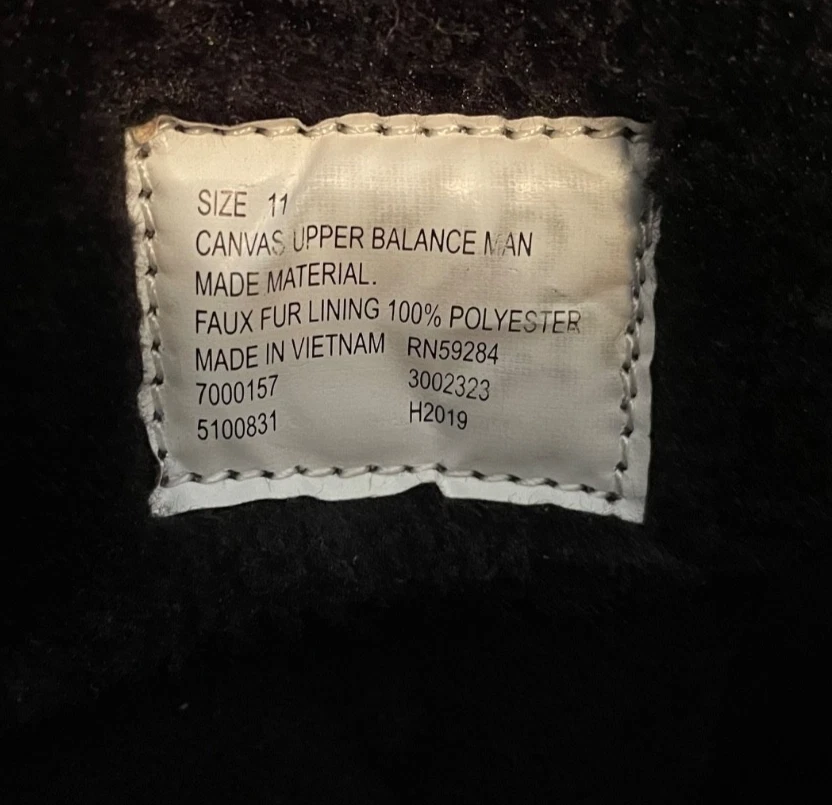 SIZE 11
CANVAS UPPER BALANCE MAN
MADE MATERIAL.
FAUX FUR LINING 100% POLYESTER
MADE IN VIETNAM RN59284
7000157 3002323
5100831 H2019